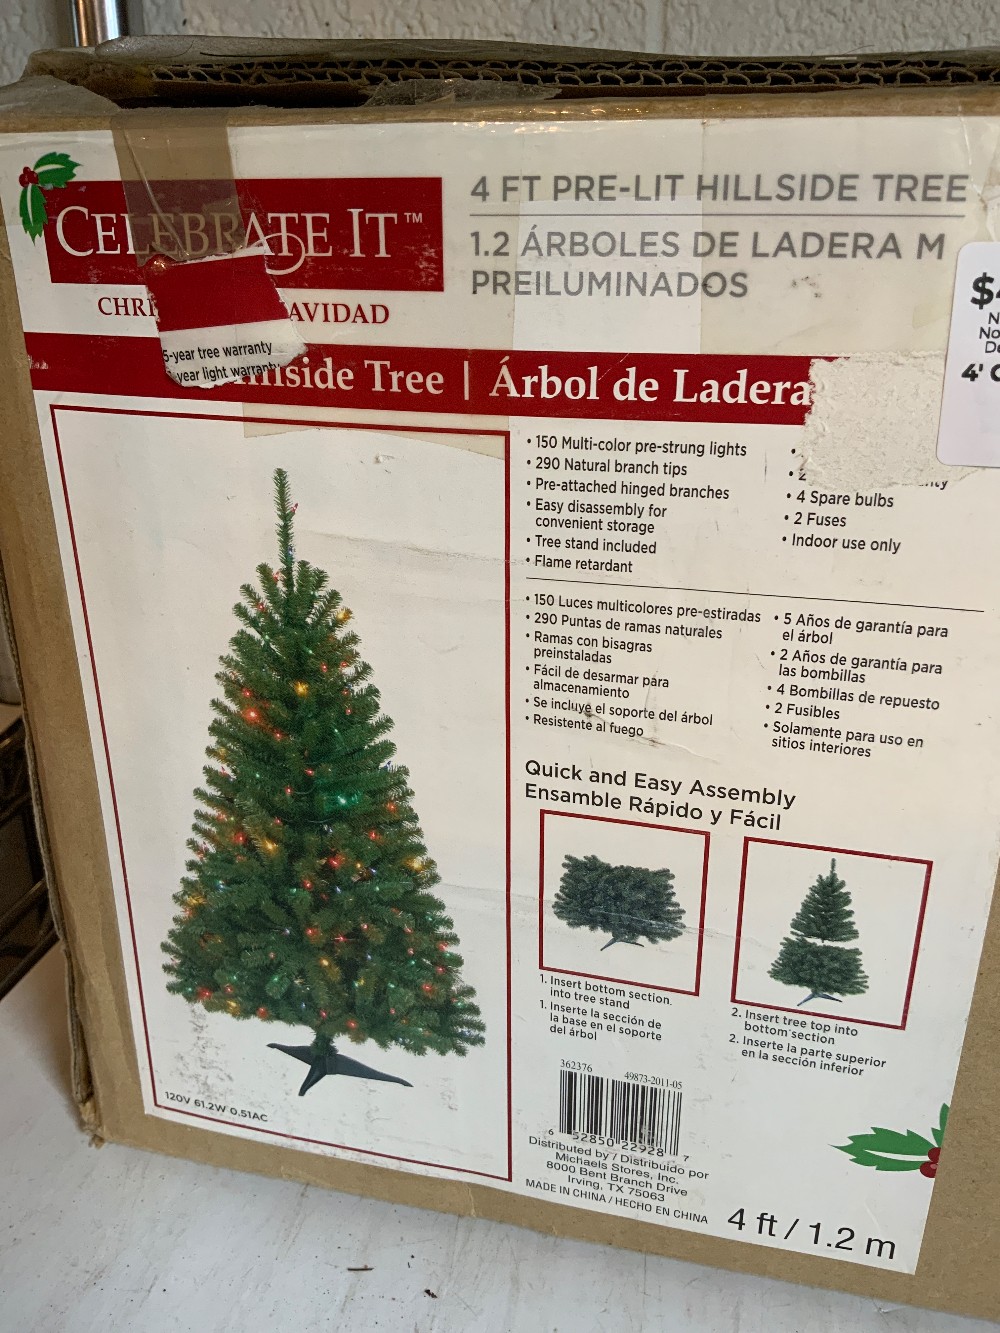 CELEBRATE IT™
4 FT PRE-LIT HILLSIDE TREE
1.2 ÁRBOLES DE LADERA M
PREILUMINADOS
AVIDAD
5-year tree warranty
year light warranty
Tree | Árbol de Ladera
• 150 Multi-color pre-strung lights
• 290 Natural branch tips
• Pre-attached hinged branches
• Easy disassembly for
convenient storage
• Tree stand included
• Flame retardant
• 4 Spare bulbs
• 2 Fuses
• Indoor use only
• 150 Luces multicolores pre-estiradas
• 290 Puntas de ramas naturales
• Ramas con bisagras
preinstaladas
• Fácil de desarmar para
almacenamiento
• Se incluye el soporte del árbol
• Resistente al fuego
• 5 Años de garantía para
el árbol
• 2 Años de garantía para
las bombillas
• 4 Bombillas de repuesto
• 2 Fusibles
• Solamente para uso en
sitios interiores
Quick and Easy Assembly
Ensamble Rápido y Fácil
1. Insert bottom section
into tree stand
1. Inserte la sección de
la base en el soporte
del árbol
2. Insert tree top into
bottom section
2. Inserte la parte superior
en la sección inferior
120V 61.2W 0.51AC
362376 49873-2011-05
6 52850 22928 7
Distributed by / Distribuido por
Michaels Stores, Inc.
8000 Bent Branch Drive
Irving, TX 75063
MADE IN CHINA / HECHO EN CHINA
4 ft / 1.2 m
4'